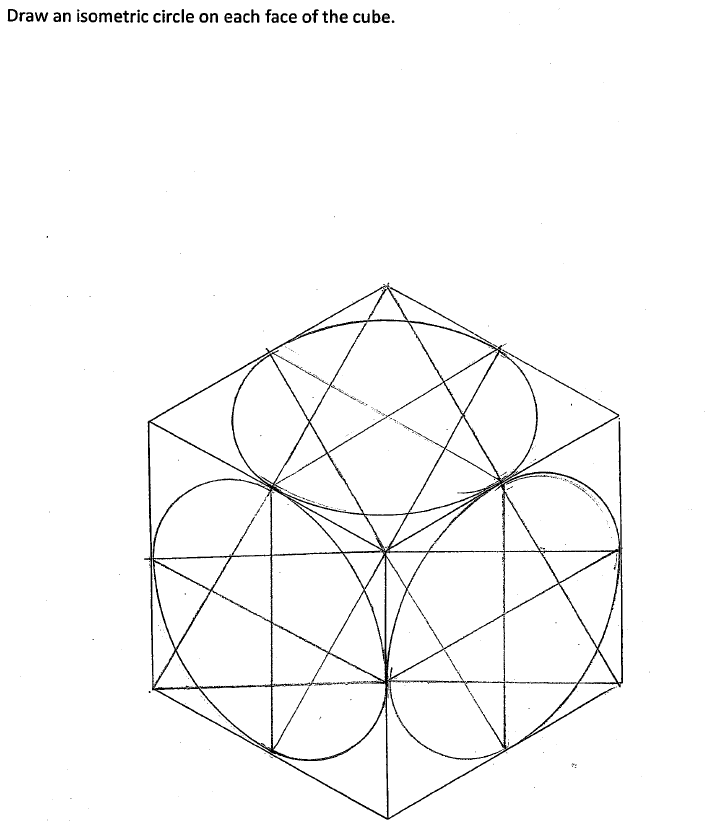 Draw an isometric circle on each face of the cube.